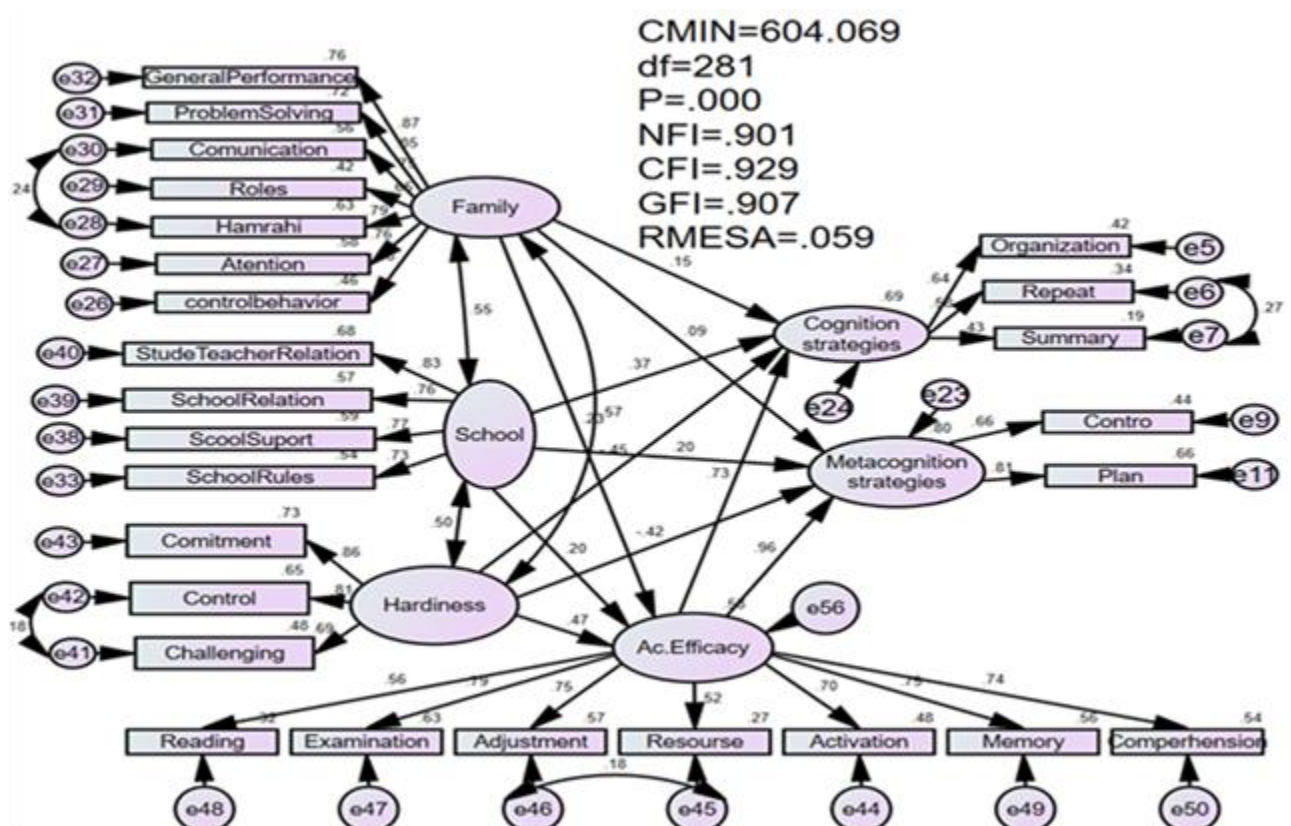 CMIN=604.069
df=281
P=.000
NFI=.901
CFI=.929
GFI=.907
RMESA=.059
.76
e32 GeneralPerformance
.72
e31 ProblemSolving
.87
.56
e30 Comunication
.42
24
e29 Roles
.63
e28 Hamrahi
.79
.58
.76
e27 Atention
.46
e26 controlbehavior
Family
.15
.42
Organization e5
.64
.34
Repeat e6
.27
.19
.43
Summary e7
.69
Cognition
strategies
e24
.09
.55
.68
e40 StudeTeacherRelation
.83
.57
e39 SchoolRelation
.76
.59
e38 ScoolSuport
.77
.54
e33 SchoolRules
.73
School
.37
.57
.20
.73
e23
.44
.66
Contro e9
Metacognition
strategies
.66
.81
Plan e11
.50
.73
e43 Comitment
.86
.65
e42 Control
.81
18
.48
e41 Challenging
.69
Hardiness
-.42
.20
.96
.47
e56
Ac.Efficacy
.56
.79
.75
.52
.70
.75
.74
.32
.63
.57
.27
.48
.56
.54
Reading Examination Adjustment Resourse Activation Memory Comperhension
.18
e48 e47 e46 e45 e44 e49 e50